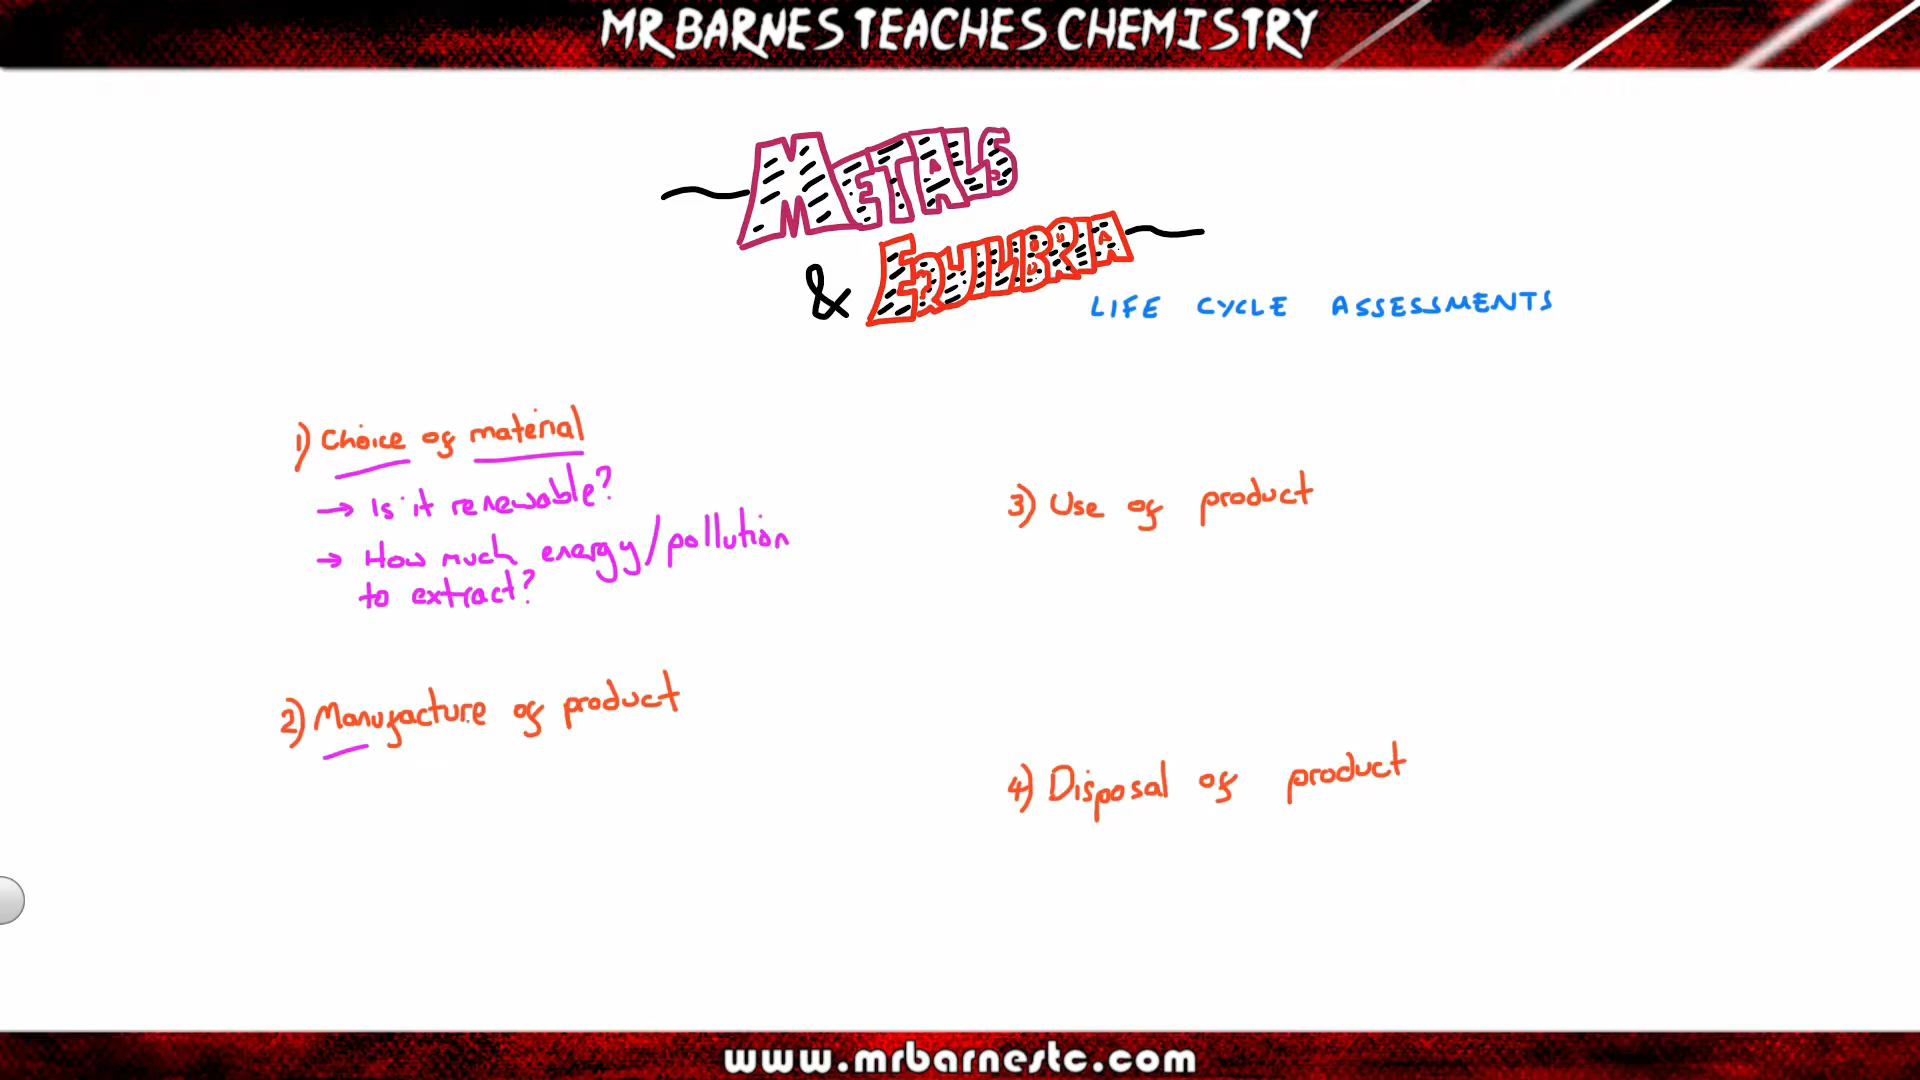 MR BARNES TEACHES CHEMISTRY
METALS
& EQUILIBRIA
LIFE CYCLE ASSESSMENTS
1) Choice of material
→ Is it renewable?
→ How much energy/pollution
to extract?
2) Manufacture of product
3) Use of product
4) Disposal of product
www.mrbarnestc.com